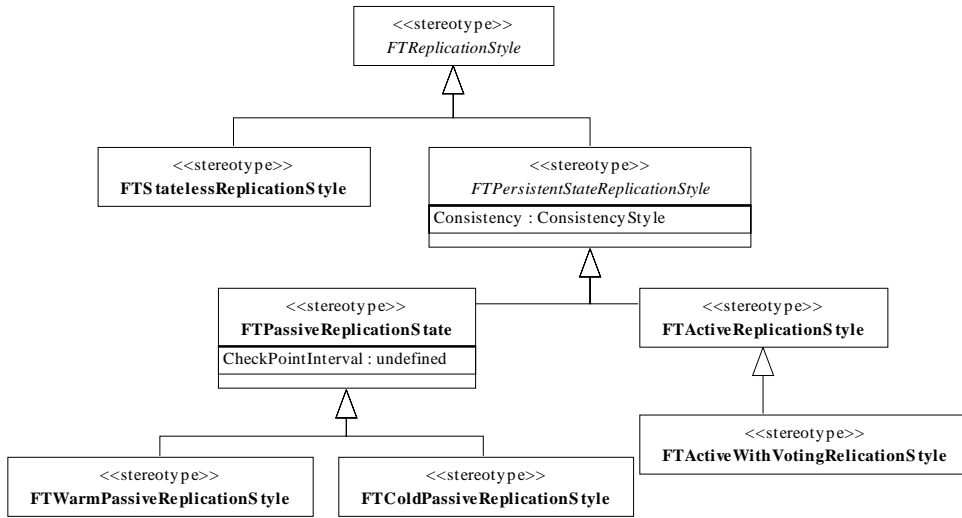 <<stereotype>>
FTReplicationStyle
<<stereotype>>
FTStatelessReplicationStyle
<<stereotype>>
FTPersistentStateReplicationStyle
Consistency : ConsistencyStyle
<<stereotype>>
FTPassiveReplicationState
CheckPointInterval : undefined
<<stereotype>>
FTActiveReplicationStyle
<<stereotype>>
FTActiveWithVotingRelicationStyle
<<stereotype>>
FTWarmPassiveReplicationStyle
<<stereotype>>
FTColdPassiveReplicationStyle